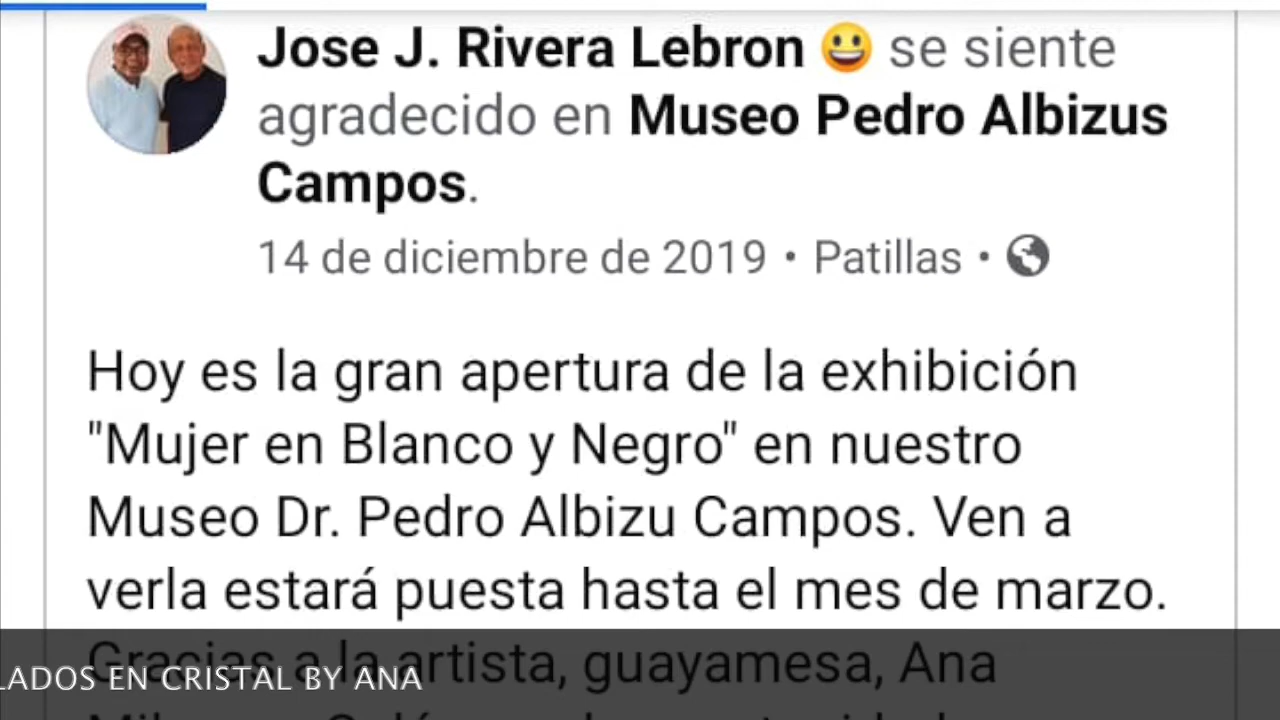 Jose J. Rivera Lebron 😀 se siente
agradecido en Museo Pedro Albizus
Campos.
14 de diciembre de 2019 • Patillas •
Hoy es la gran apertura de la exhibición
"Mujer en Blanco y Negro" en nuestro
Museo Dr. Pedro Albizu Campos. Ven a
verla estará puesta hasta el mes de marzo.
Gracias a la artista, guayamesa, Ana
LADOS EN CRISTAL BY ANA